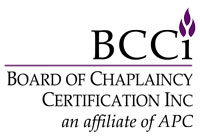 BCCi
BOARD OF CHAPLAINCY
CERTIFICATION INC
an affiliate of APC